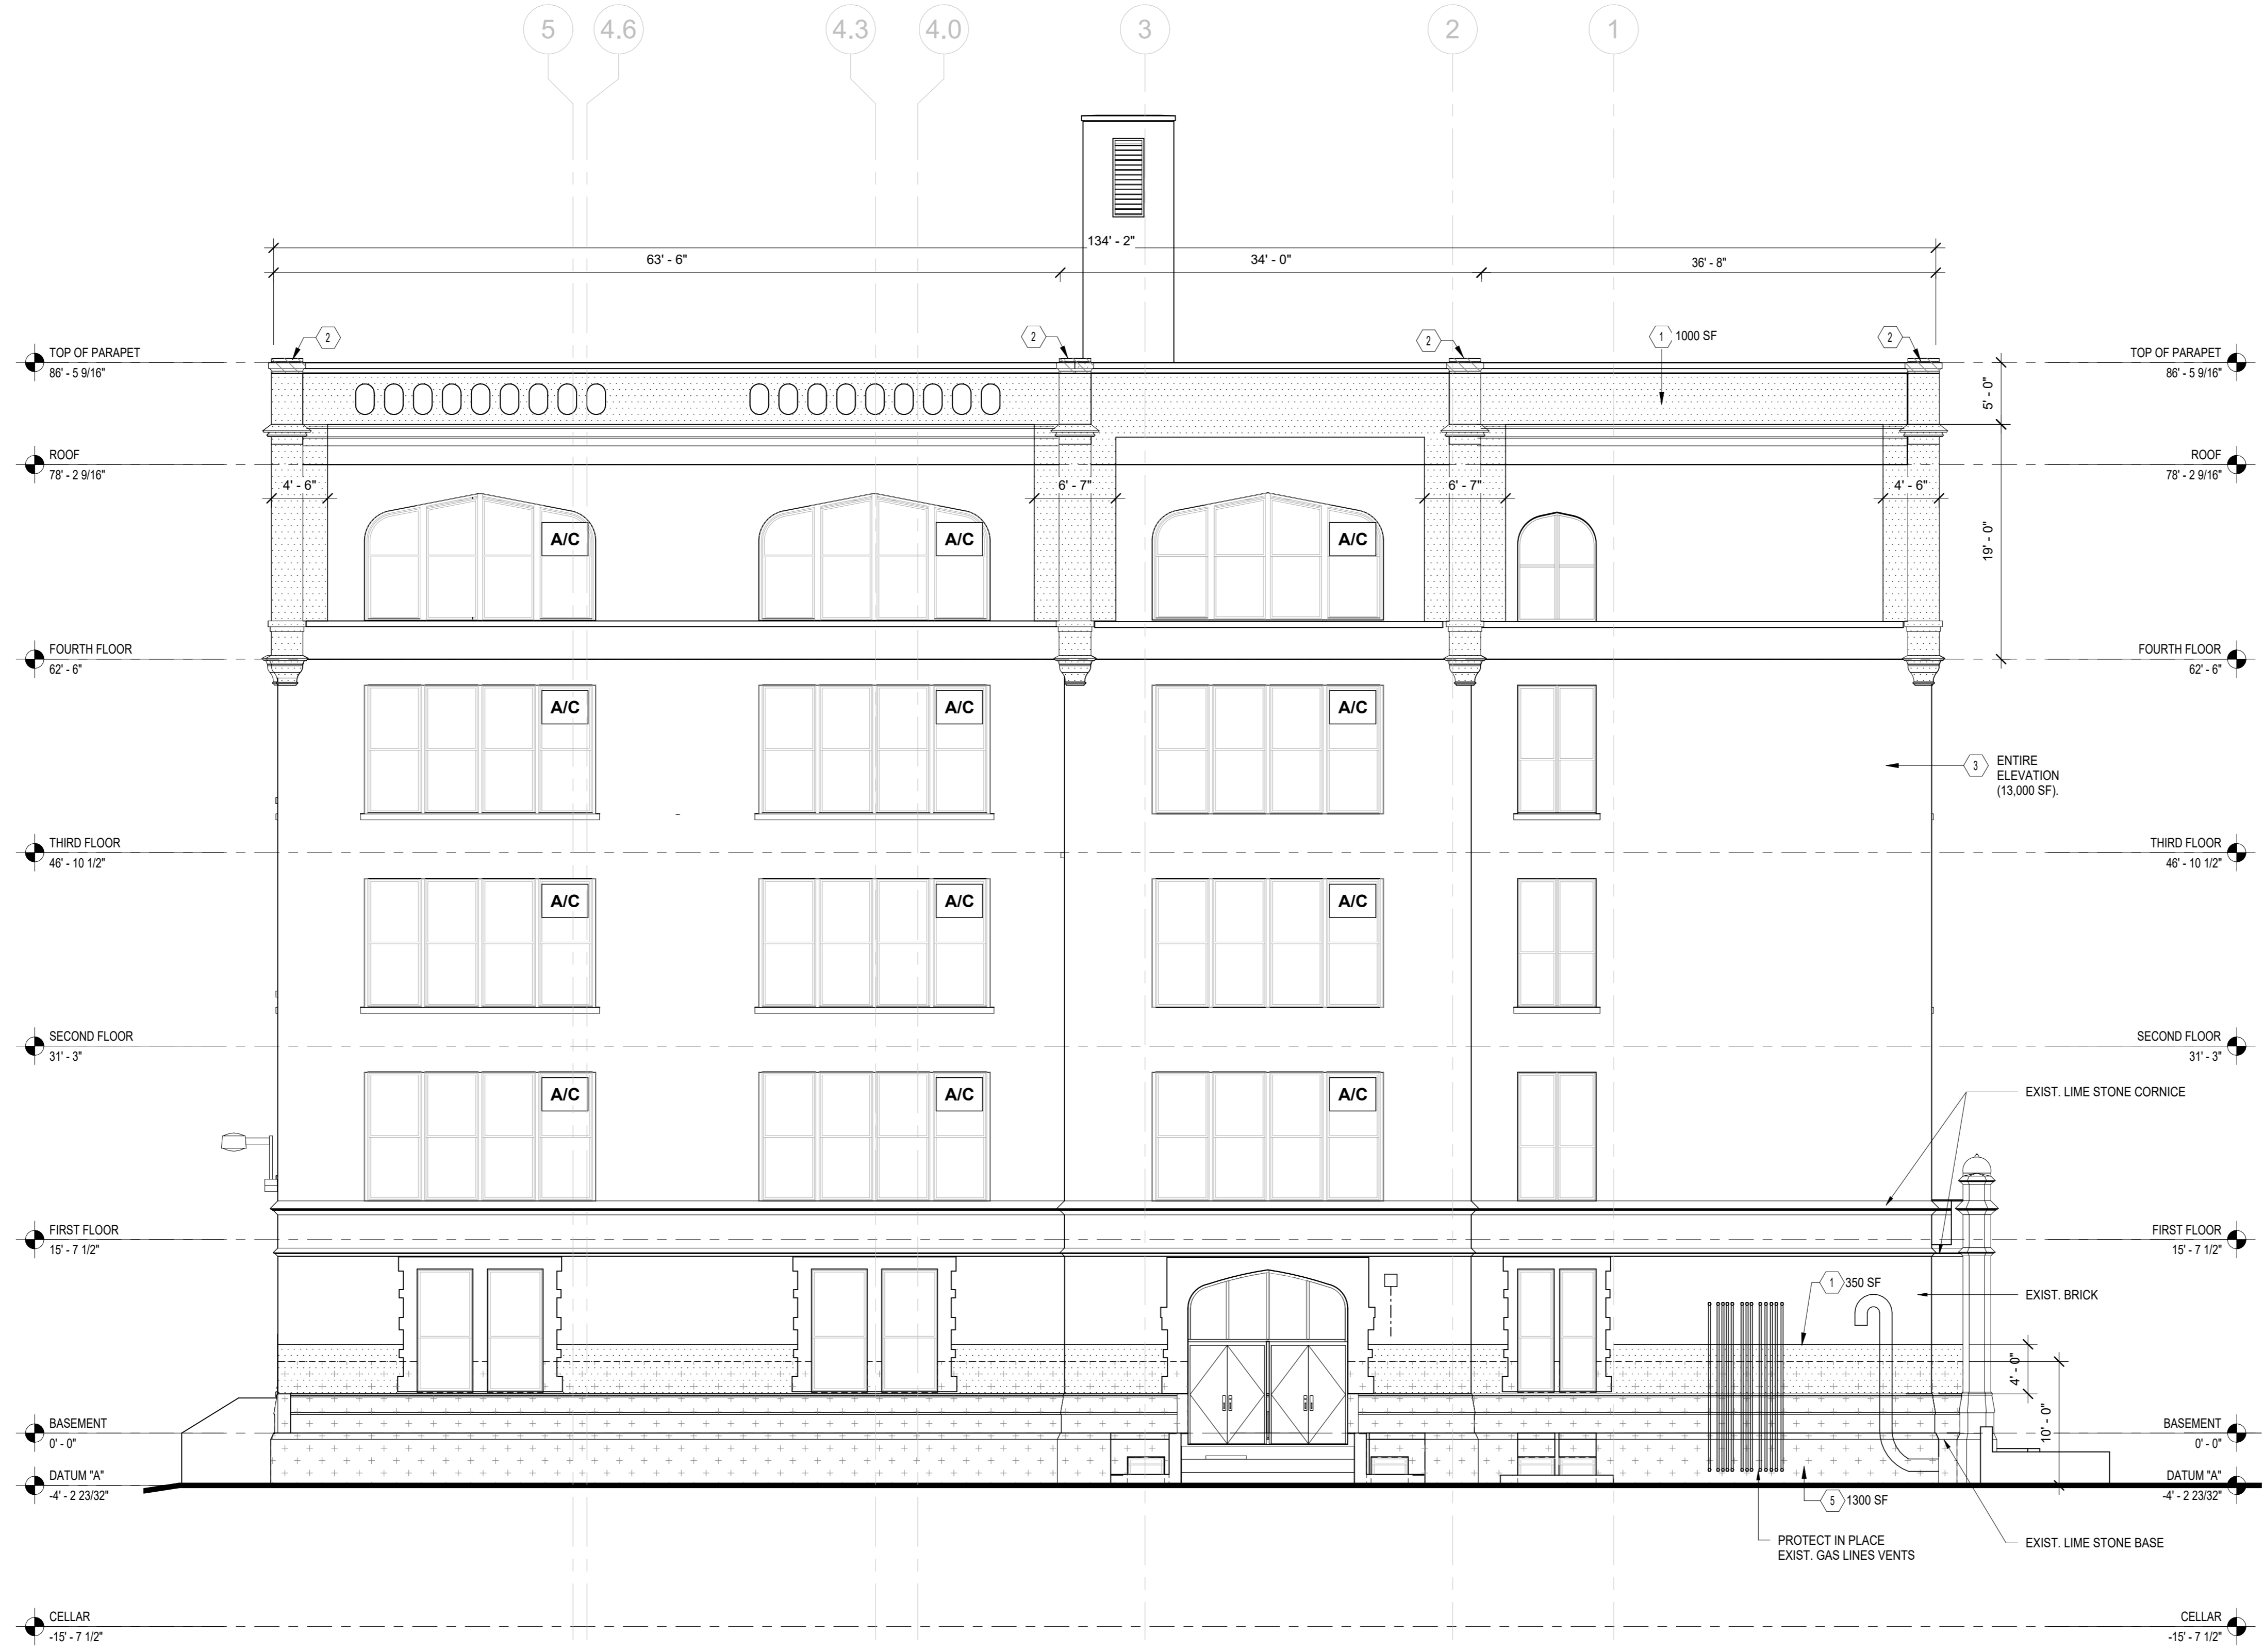 5 4.6 4.3 4.0 3 2 1
134' - 2"
63' - 6" 34' - 0" 36' - 8"
2 2 2 1 1000 SF 2
TOP OF PARAPET
86' - 5 9/16"
TOP OF PARAPET
86' - 5 9/16"
5' - 0"
ROOF
78' - 2 9/16"
ROOF
78' - 2 9/16"
4' - 6" 6' - 7" 6' - 7" 4' - 6"
19' - 0"
A/C A/C A/C
FOURTH FLOOR
62' - 6"
FOURTH FLOOR
62' - 6"
A/C A/C A/C
3 ENTIRE
ELEVATION
(13,000 SF).
THIRD FLOOR
46' - 10 1/2"
THIRD FLOOR
46' - 10 1/2"
A/C A/C A/C
SECOND FLOOR
31' - 3"
SECOND FLOOR
31' - 3"
A/C A/C A/C
EXIST. LIME STONE CORNICE
FIRST FLOOR
15' - 7 1/2"
FIRST FLOOR
15' - 7 1/2"
1 350 SF
EXIST. BRICK
4' - 0"
10' - 0"
BASEMENT
0' - 0"
BASEMENT
0' - 0"
DATUM "A"
-4' - 2 23/32"
DATUM "A"
-4' - 2 23/32"
5 1300 SF
PROTECT IN PLACE
EXIST. GAS LINES VENTS
EXIST. LIME STONE BASE
CELLAR
-15' - 7 1/2"
CELLAR
-15' - 7 1/2"